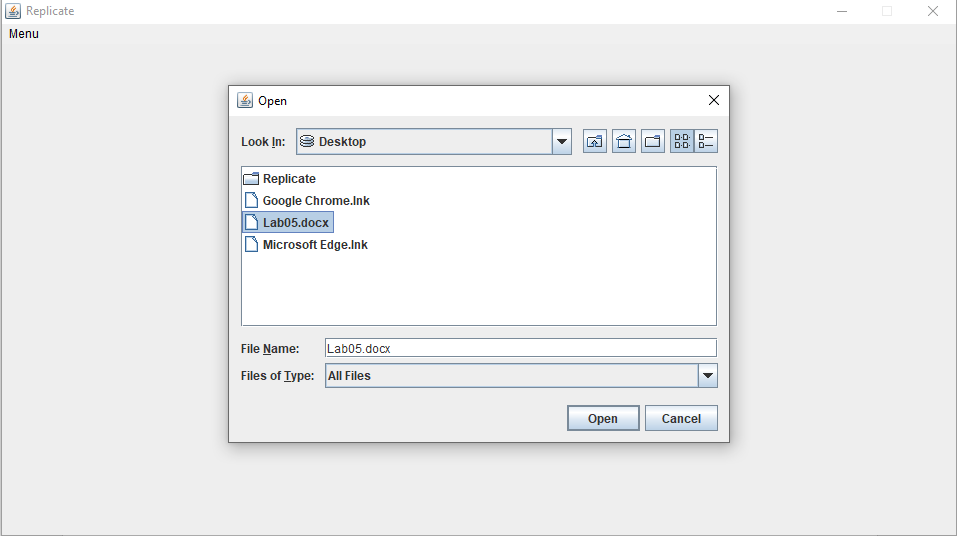 Replicate
Menu
Open
Look In: Desktop
Replicate
Google Chrome.lnk
Lab05.docx
Microsoft Edge.lnk
File Name: Lab05.docx
Files of Type: All Files
Open Cancel